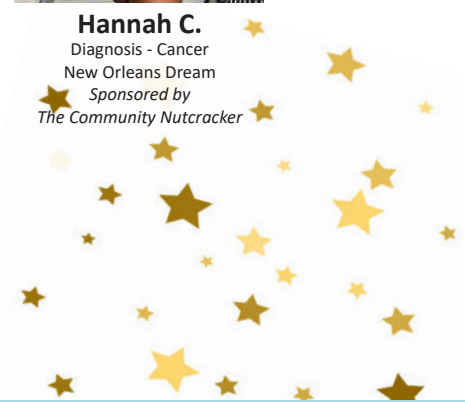 Hannah C.
Diagnosis - Cancer
New Orleans Dream
Sponsored by
The Community Nutcracker